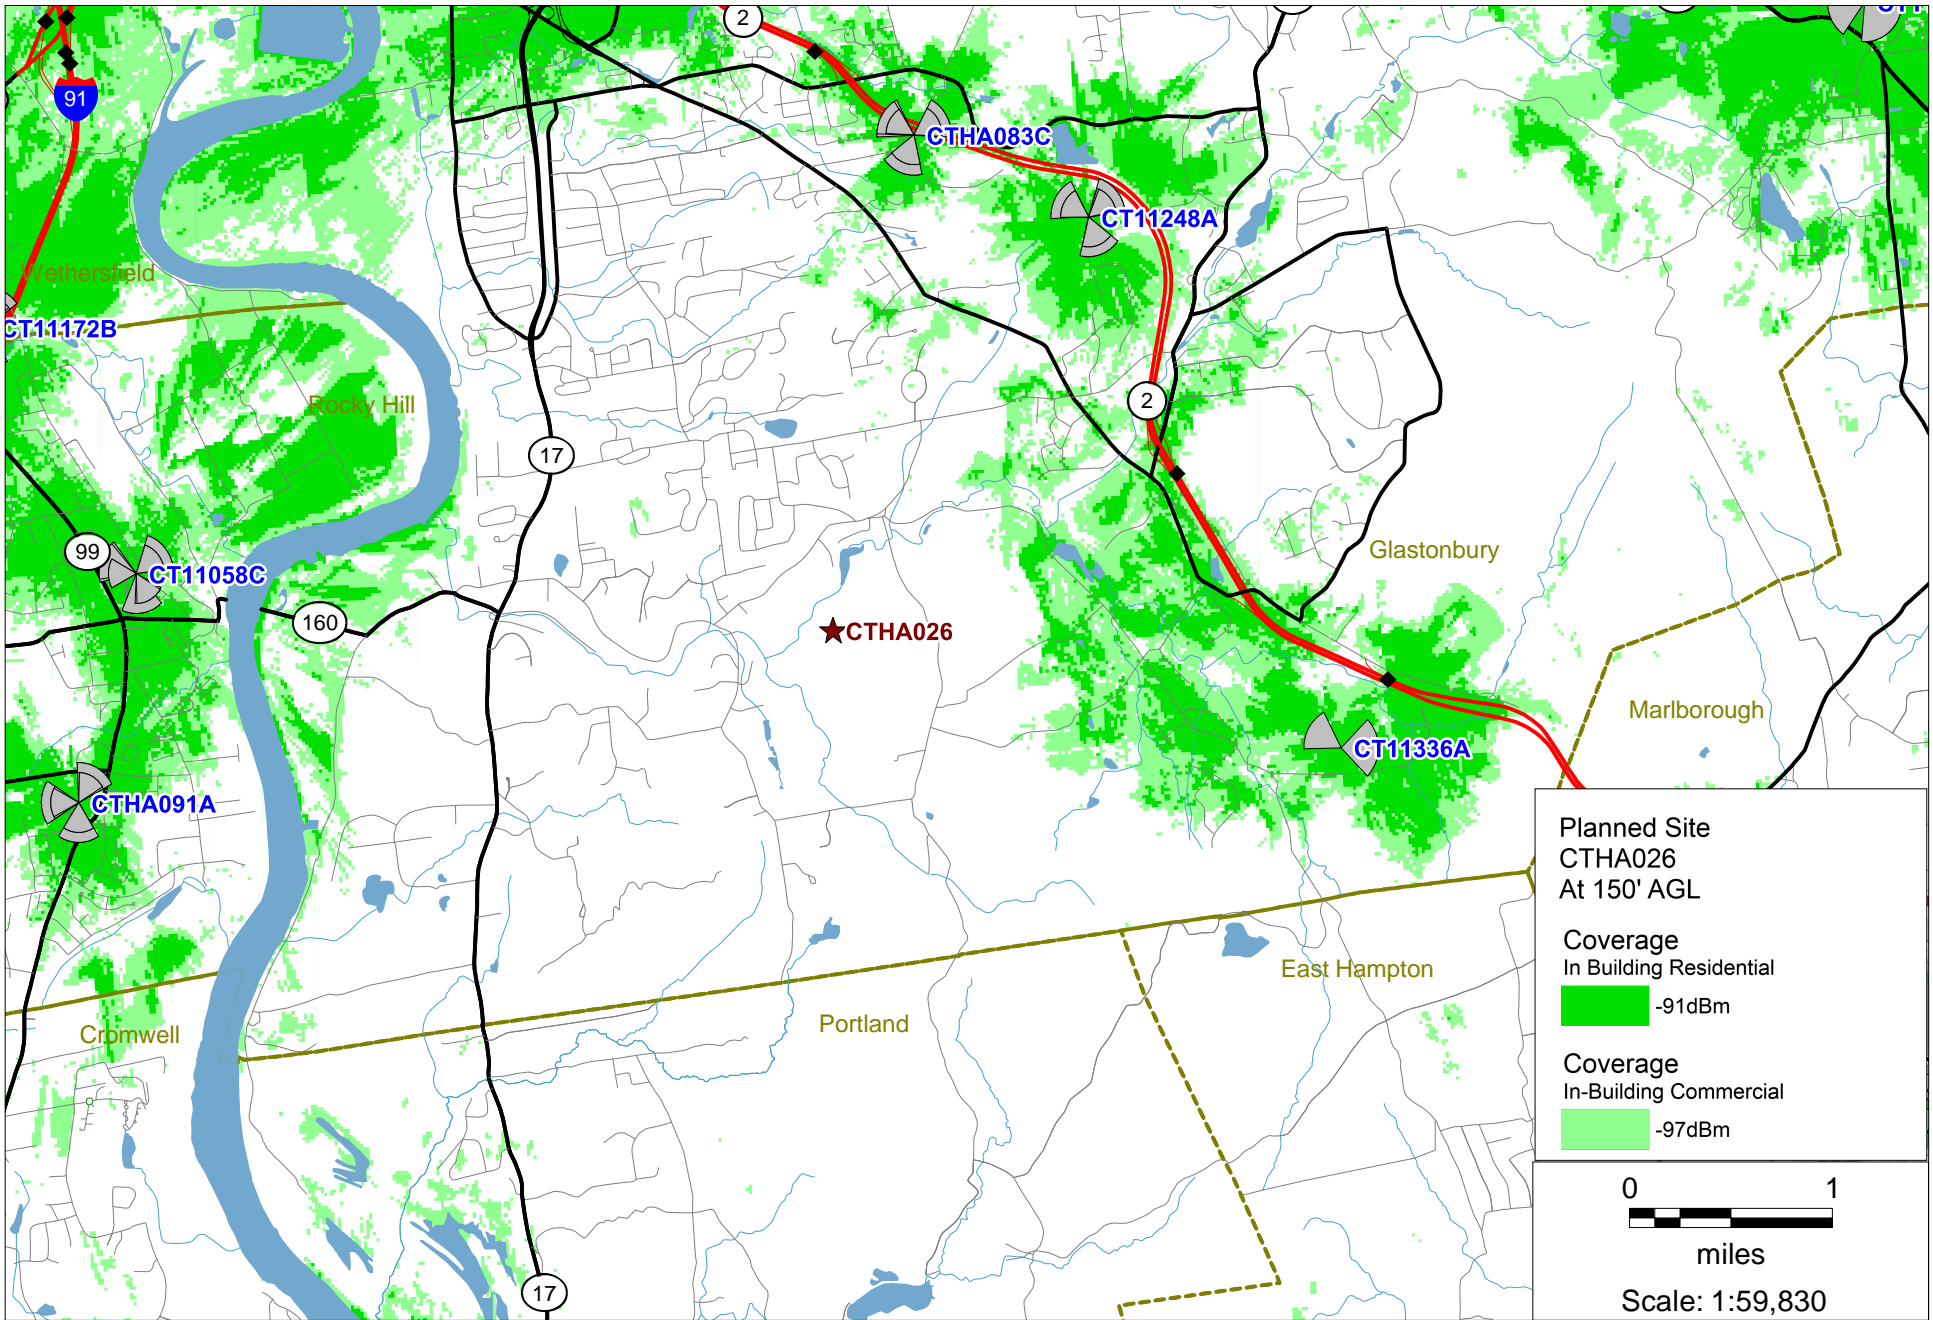 2
91
CTHA083C
CT11248A
Wethersfield
CT11172B
Rocky Hill
2
17
99
CT11058C
Glastonbury
160
CTHA026
Marlborough
CT11336A
CTHA091A
East Hampton
Portland
Cromwell
17
Planned Site
CTHA026
At 150' AGL
Coverage
In Building Residential
-91dBm
Coverage
In-Building Commercial
-97dBm
0 1
miles
Scale: 1:59,830